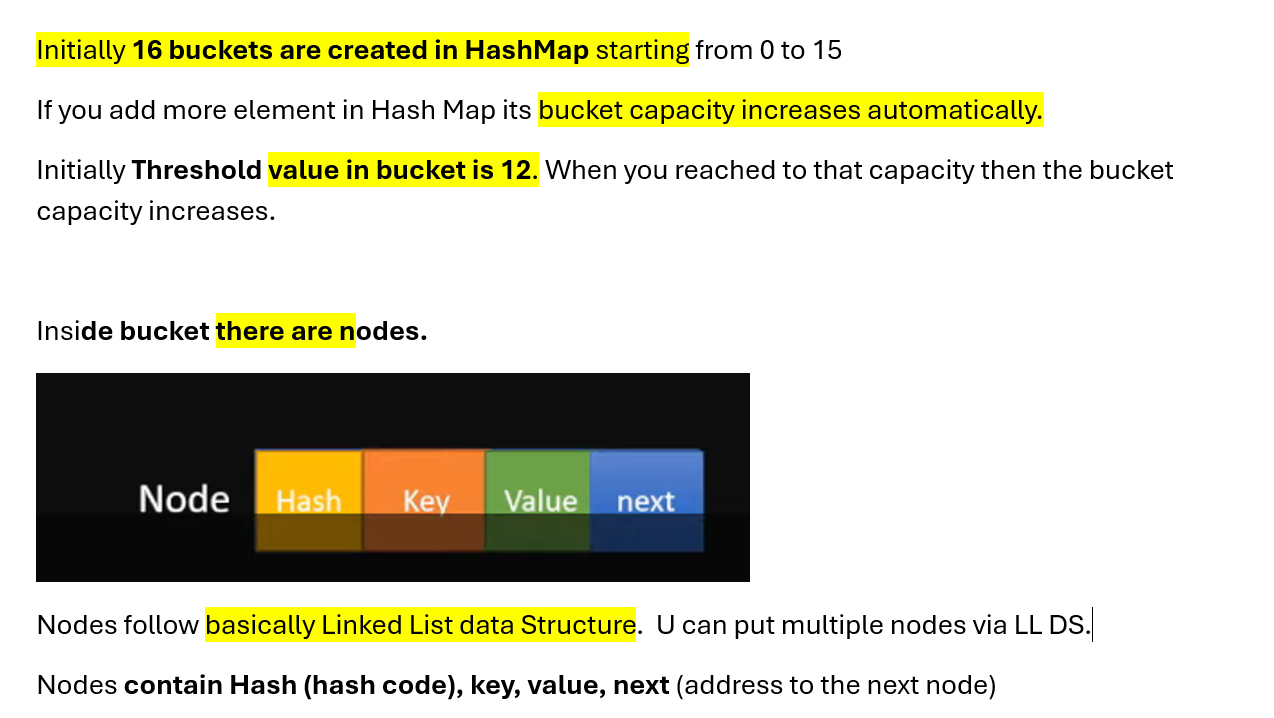 Initially 16 buckets are created in HashMap starting from 0 to 15
If you add more element in Hash Map its bucket capacity increases automatically.
Initially Threshold value in bucket is 12. When you reached to that capacity then the bucket
capacity increases.
Inside bucket there are nodes.
Node Hash Key Value next
Nodes follow basically Linked List data Structure.  U can put multiple nodes via LL DS.
Nodes contain Hash (hash code), key, value, next (address to the next node)